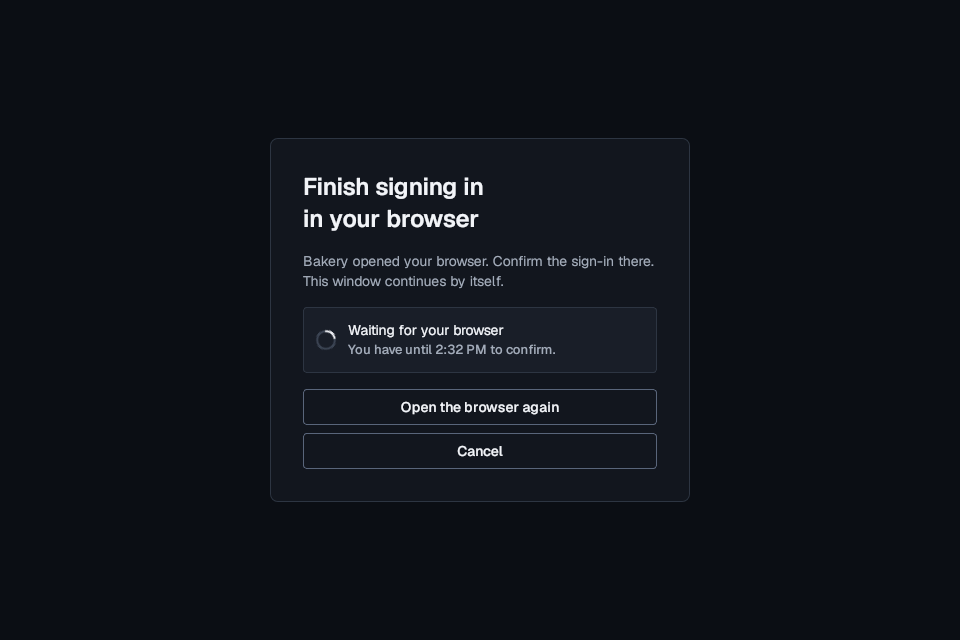 Finish signing in
in your browser
Bakery opened your browser. Confirm the sign-in there.
This window continues by itself.
Waiting for your browser
You have until 2:32 PM to confirm.
Open the browser again
Cancel